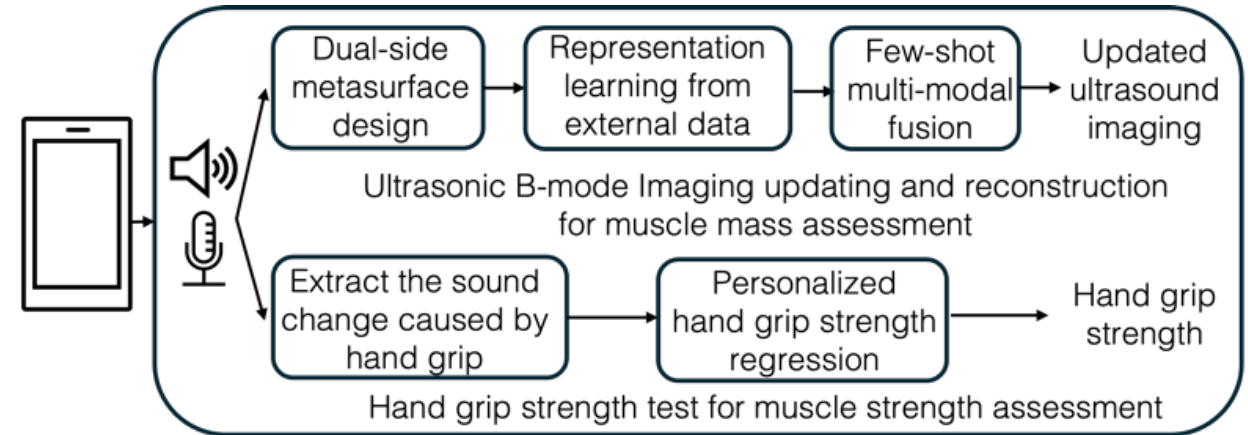 Dual-side
metasurface
design
Representation
learning from
external data
Few-shot
multi-modal
fusion
Updated
ultrasound
imaging
Ultrasonic B-mode Imaging updating and reconstruction
for muscle mass assessment
Extract the sound
change caused by
hand grip
Personalized
hand grip strength
regression
Hand grip
strength
Hand grip strength test for muscle strength assessment